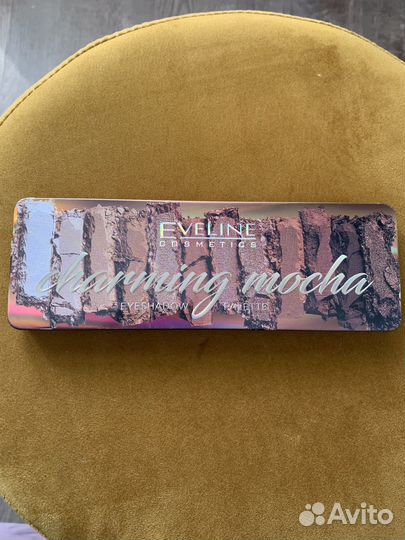 EVELINE
COSMETICS
charming mocha
EYESHADOW PALETTE
Avito